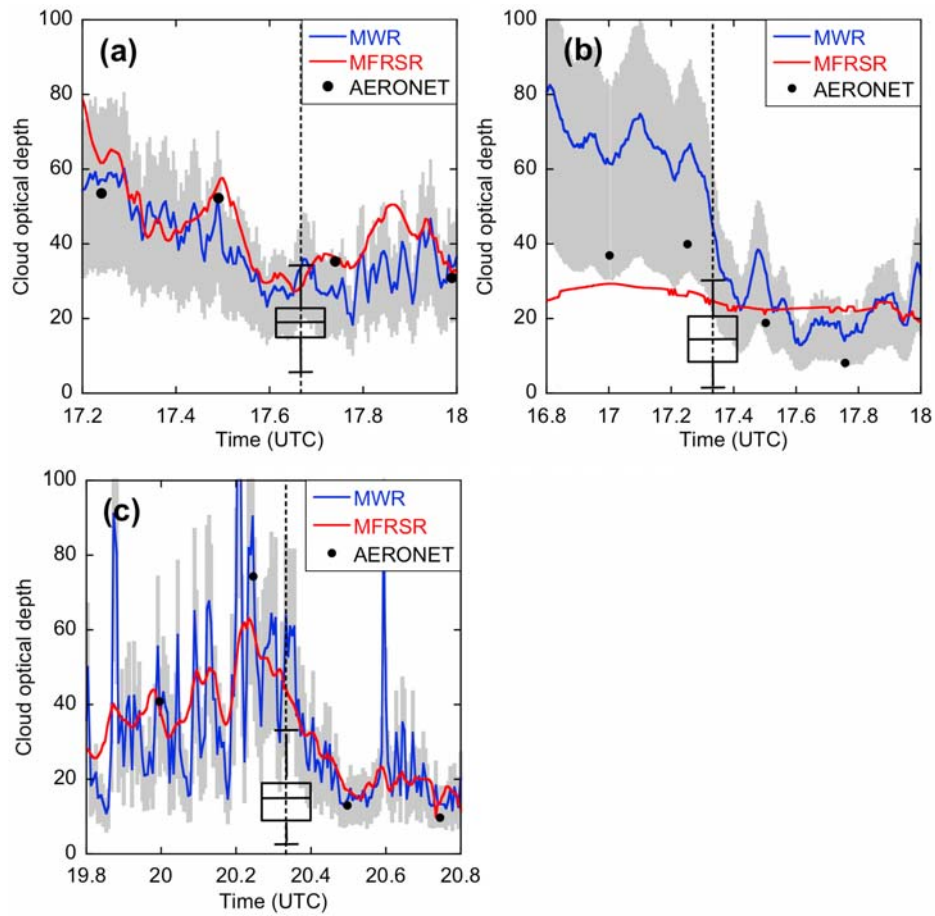 (a)
MWR
MFRSR
AERONET
Cloud optical depth
100
80
60
40
20
0
17.2 17.4 17.6 17.8 18
Time (UTC)
(b)
MWR
MFRSR
AERONET
Cloud optical depth
100
80
60
40
20
0
16.8 17 17.2 17.4 17.6 17.8 18
Time (UTC)
(c)
MWR
MFRSR
AERONET
Cloud optical depth
100
80
60
40
20
0
19.8 20 20.2 20.4 20.6 20.8
Time (UTC)